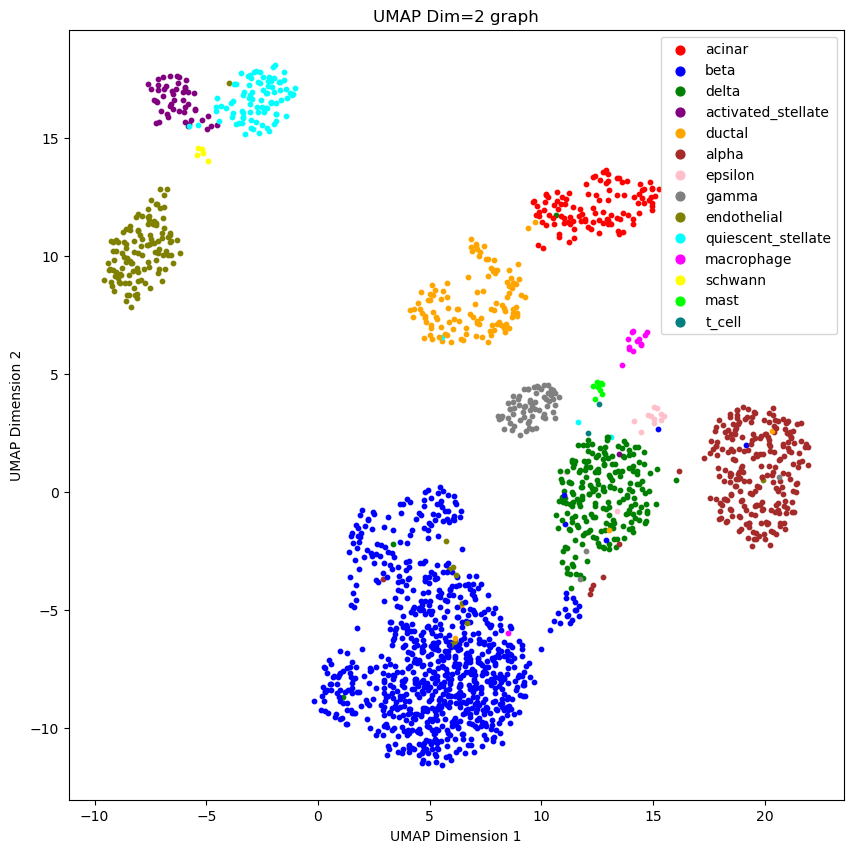 UMAP Dim=2 graph
acinar
beta
delta
activated_stellate
ductal
alpha
epsilon
gamma
endothelial
quiescent_stellate
macrophage
schwann
mast
t_cell
UMAP Dimension 2
15
10
5
0
−5
−10
−10
−5
0
5
10
15
20
UMAP Dimension 1